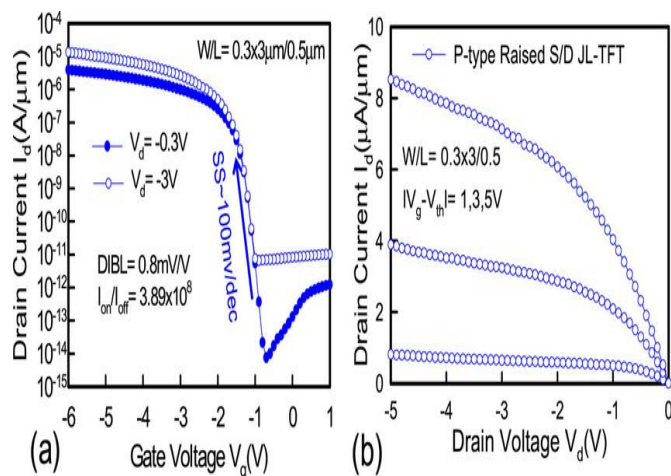 10⁻⁴
10⁻⁵
10⁻⁶
10⁻⁷
10⁻⁸
10⁻⁹
10⁻¹⁰
10⁻¹¹
10⁻¹²
10⁻¹³
10⁻¹⁴
10⁻¹⁵
Drain Current I_d(A/μm)
W/L= 0.3x3μm/0.5μm
V_d= -0.3V
V_d= -3V
SS~100mv/dec
DIBL= 0.8mV/V
I_on/I_off= 3.89x10⁸
-6 -5 -4 -3 -2 -1 0 1
(a)
Gate Voltage V_g(V)
10
8
6
4
2
0
Drain Current I_d(μA/μm)
P-type Raised S/D JL-TFT
W/L= 0.3x3/0.5
IV_g-V_thI= 1,3,5V
-5 -4 -3 -2 -1 0
(b)
Drain Voltage V_d(V)